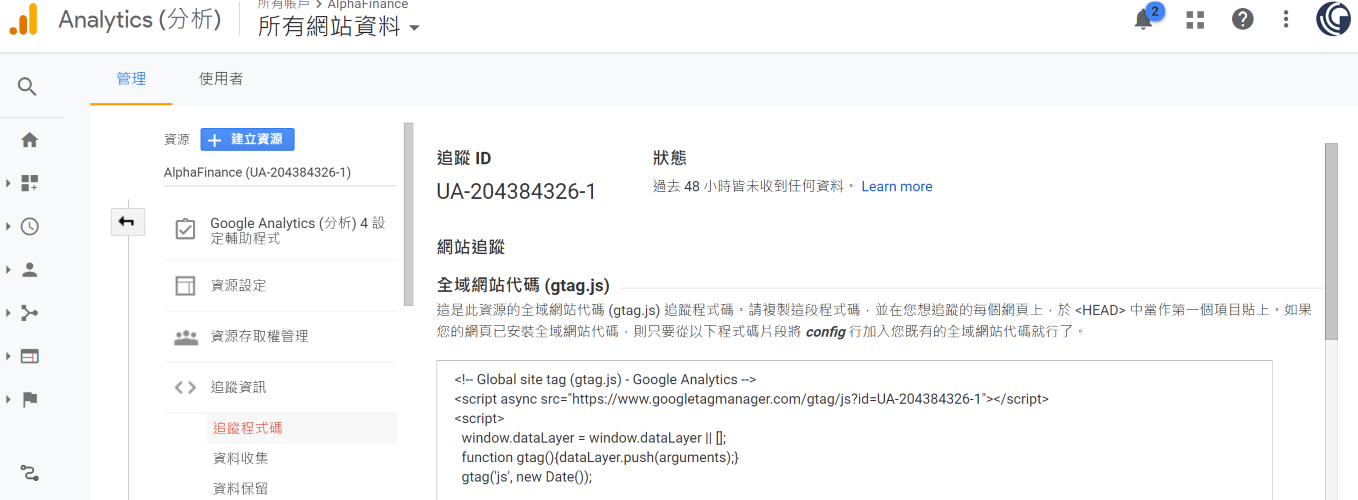 所有帳戶 > AlphaFinance
Analytics (分析)
所有網站資料
2
管理
使用者
資源
建立資源
AlphaFinance (UA-204384326-1)
Google Analytics (分析) 4 設
定輔助程式
資源設定
資源存取權管理
追蹤資訊
追蹤程式碼
資料收集
資料保留
追蹤 ID
UA-204384326-1
狀態
過去 48 小時皆未收到任何資料。 Learn more
網站追蹤
全域網站代碼 (gtag.js)
這是此資源的全域網站代碼 (gtag.js) 追蹤程式碼。請複製這段程式碼，並在您想追蹤的每個網頁上，於 <HEAD> 中當作第一個項目貼上。如果
您的網頁已安裝全域網站代碼，則只要從以下程式碼片段將 config 行加入您既有的全域網站代碼就行了。
<!-- Global site tag (gtag.js) - Google Analytics -->
<script async src="https://www.googletagmanager.com/gtag/js?id=UA-204384326-1"></script>
<script>
window.dataLayer = window.dataLayer || [];
function gtag(){dataLayer.push(arguments);}
gtag('js', new Date());